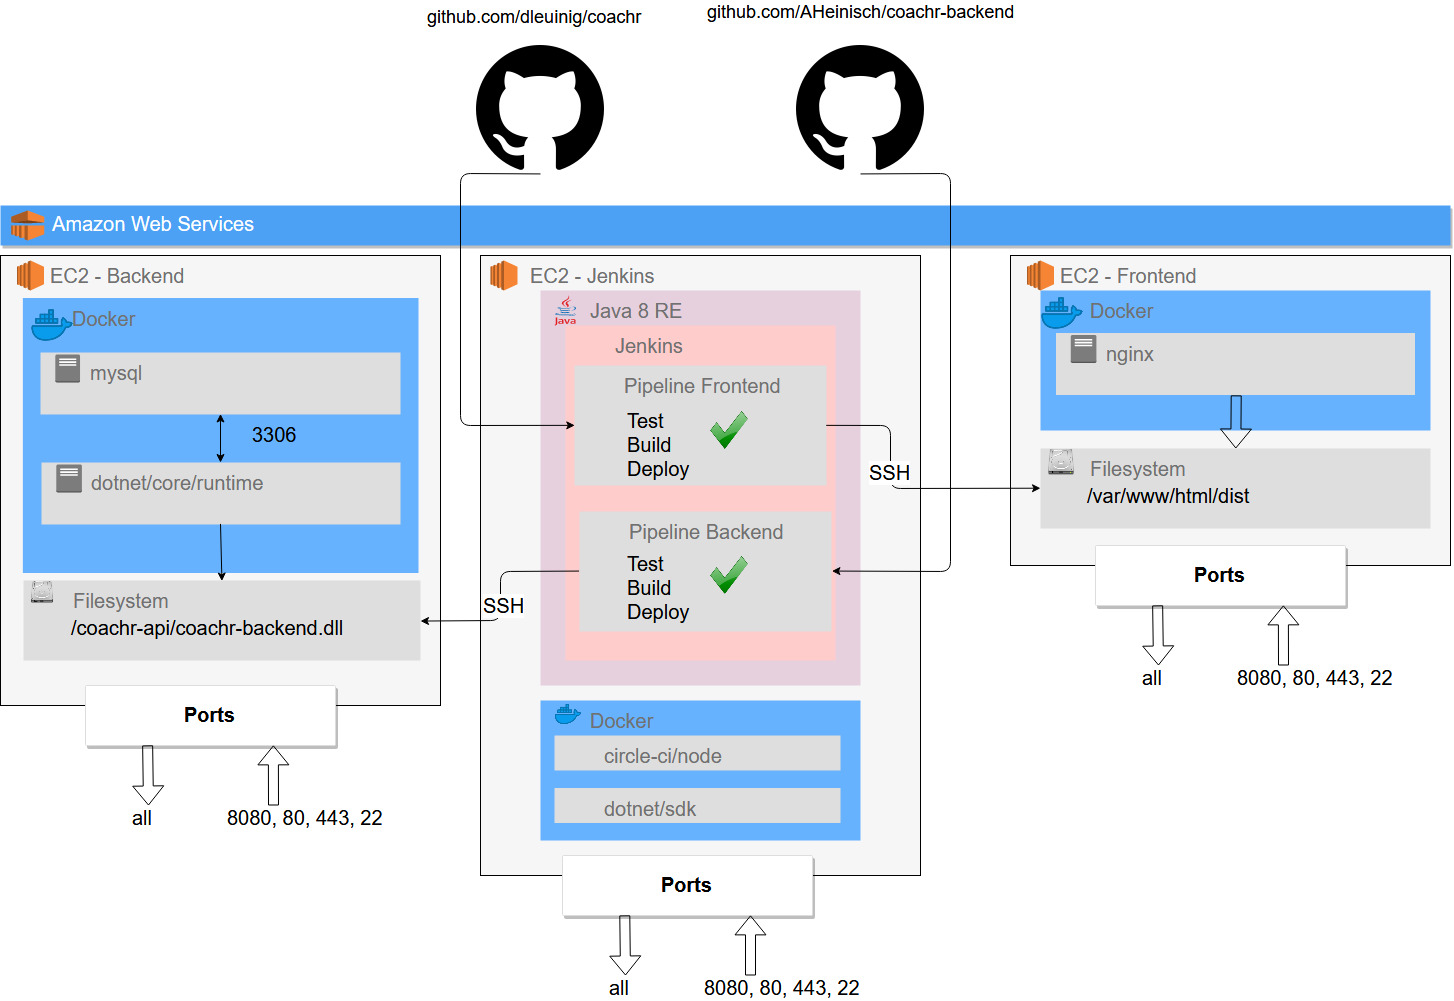 github.com/dleuinig/coachr
github.com/AHeinisch/coachr-backend
Amazon Web Services
EC2 - Backend
Docker
mysql
3306
dotnet/core/runtime
Filesystem
/coachr-api/coachr-backend.dll
Ports
all
8080, 80, 443, 22
EC2 - Jenkins
Java
Java 8 RE
Jenkins
Pipeline Frontend
Test
Build
Deploy
SSH
Pipeline Backend
Test
Build
Deploy
SSH
Docker
circle-ci/node
dotnet/sdk
Ports
all
8080, 80, 443, 22
EC2 - Frontend
Docker
nginx
Filesystem
/var/www/html/dist
Ports
all
8080, 80, 443, 22